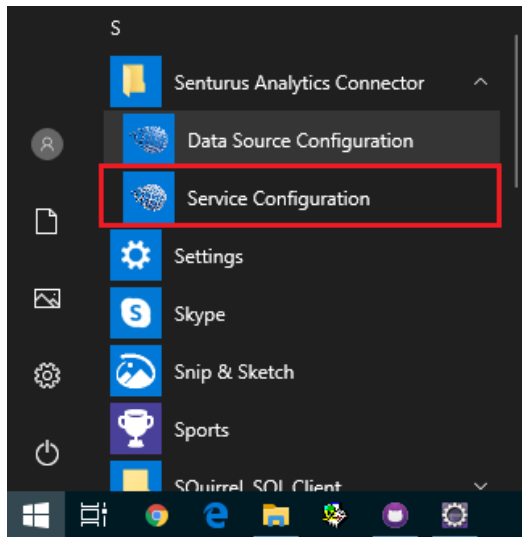 S
Senturus Analytics Connector
Data Source Configuration
Service Configuration
Settings
Skype
Snip & Sketch
Sports
SQuirreL SQL Client